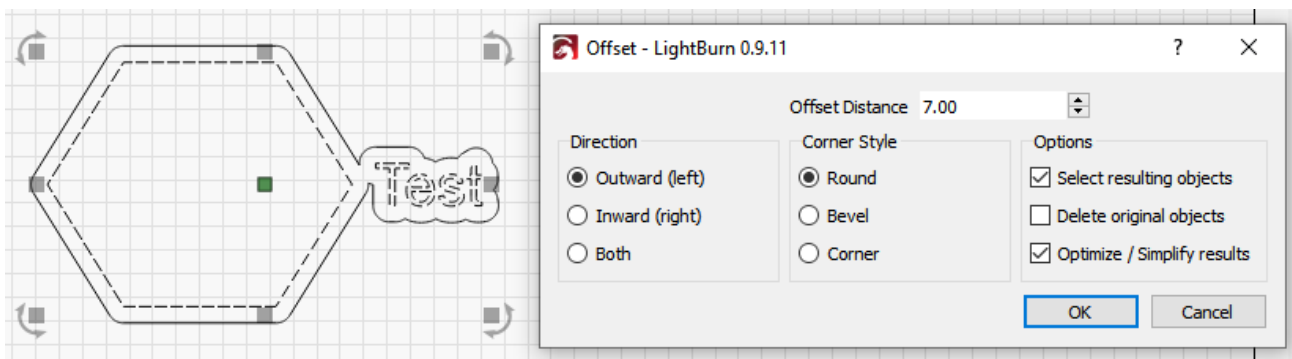 Test
Offset - LightBurn 0.9.11
?
Offset Distance 7.00
Direction
Outward (left)
Inward (right)
Both
Corner Style
Round
Bevel
Corner
Options
Select resulting objects
Delete original objects
Optimize / Simplify results
OK
Cancel